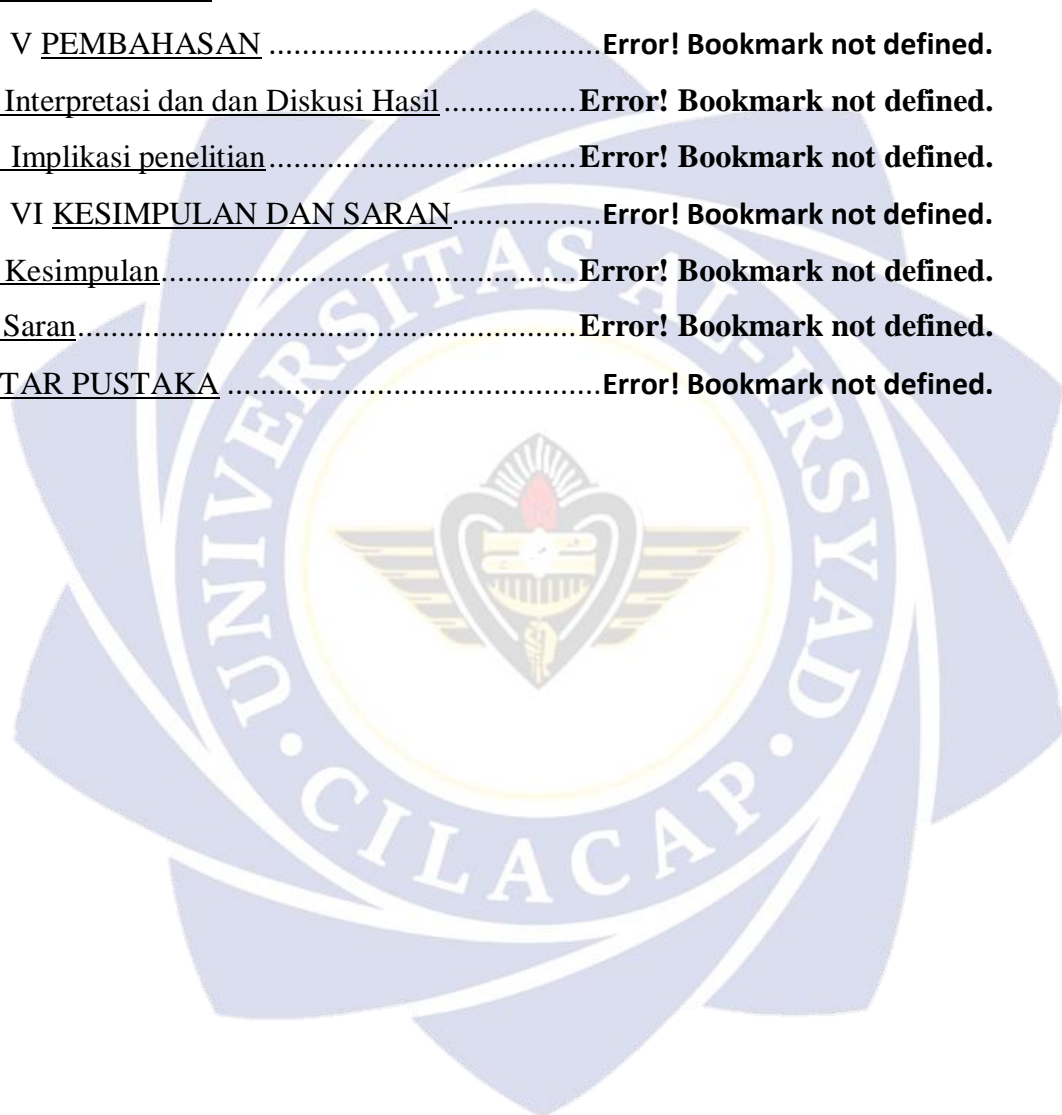 V PEMBAHASAN ........................................Error! Bookmark not defined.
Interpretasi dan dan Diskusi Hasil................Error! Bookmark not defined.
Implikasi penelitian.....................................Error! Bookmark not defined.
VI KESIMPULAN DAN SARAN..................Error! Bookmark not defined.
Kesimpulan..................................................Error! Bookmark not defined.
Saran............................................................Error! Bookmark not defined.
TAR PUSTAKA .............................................Error! Bookmark not defined.
UNIVERSITAS AL-IRSYAD
CILACAP